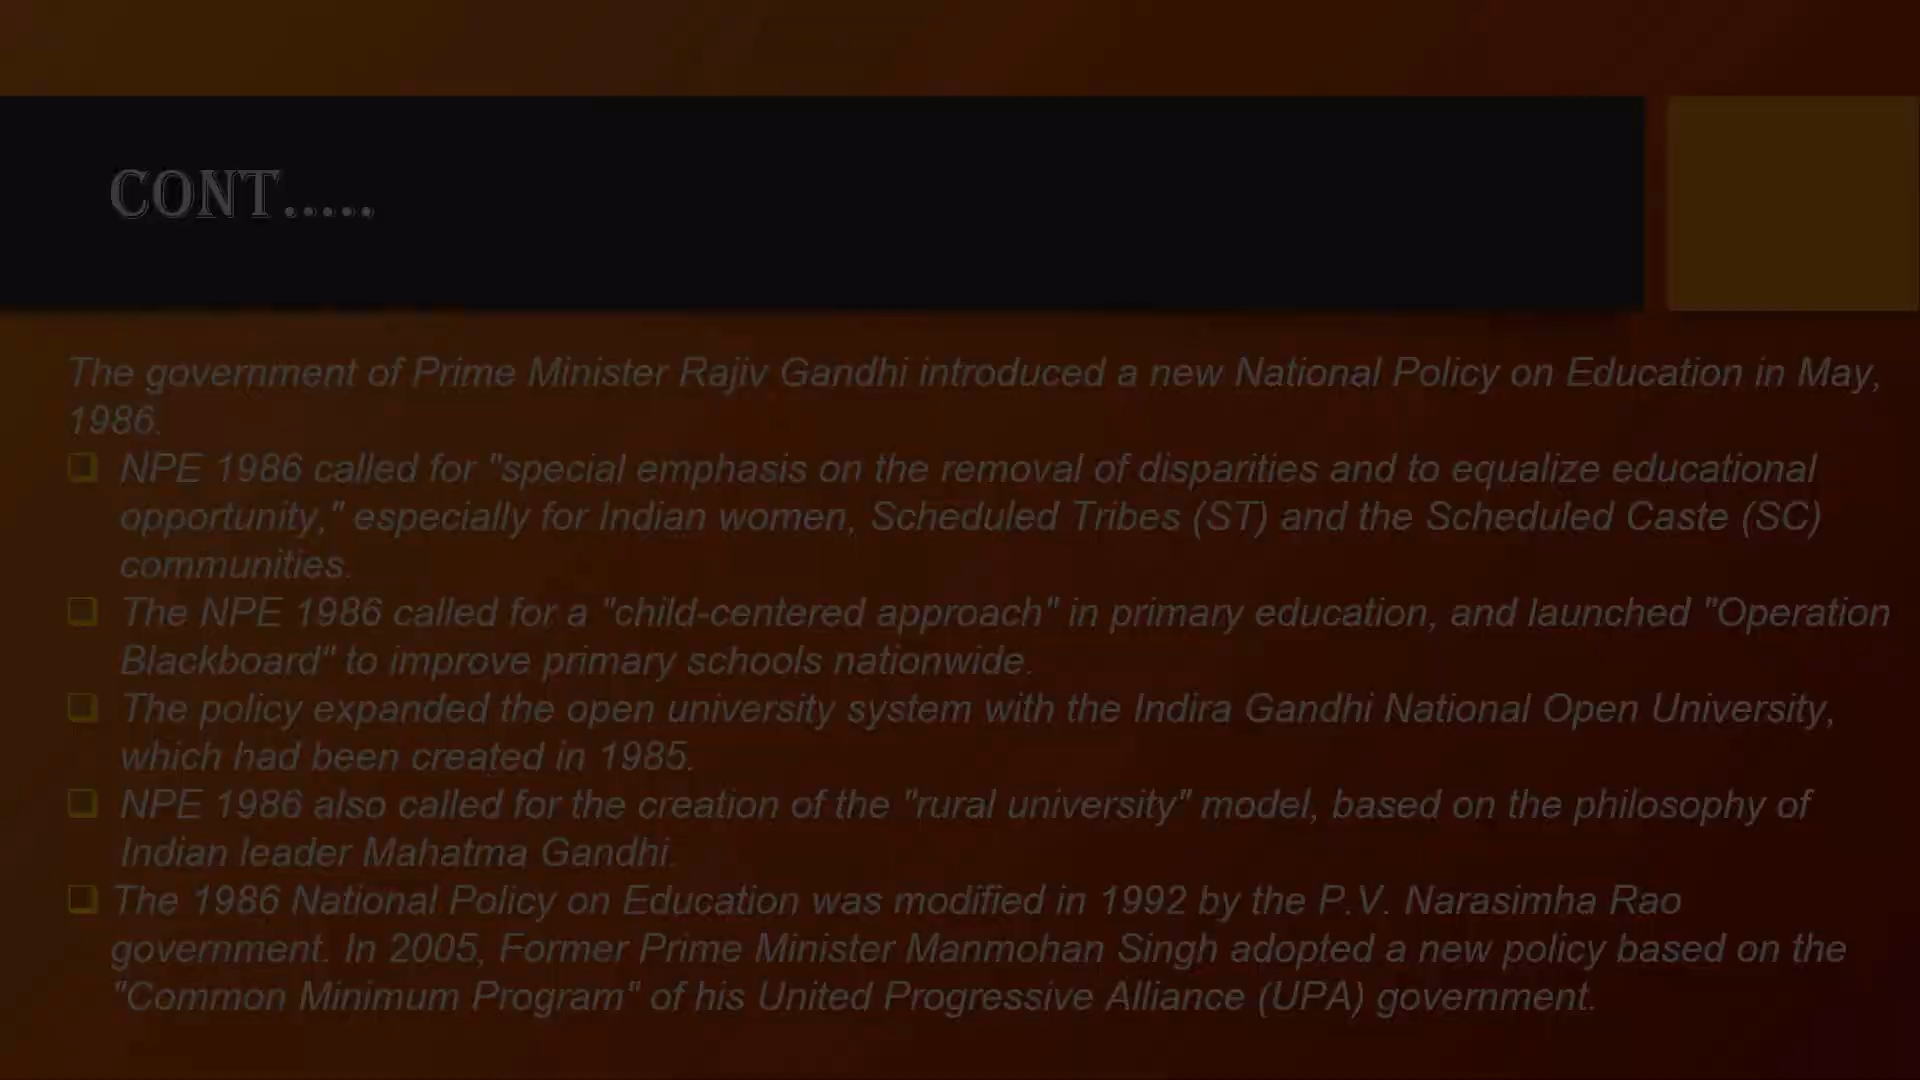 CONT.....
The government of Prime Minister Rajiv Gandhi introduced a new National Policy on Education in May,
1986.
NPE 1986 called for "special emphasis on the removal of disparities and to equalize educational
opportunity," especially for Indian women, Scheduled Tribes (ST) and the Scheduled Caste (SC)
communities.
The NPE 1986 called for a "child-centered approach" in primary education, and launched "Operation
Blackboard" to improve primary schools nationwide.
The policy expanded the open university system with the Indira Gandhi National Open University,
which had been created in 1985.
NPE 1986 also called for the creation of the "rural university" model, based on the philosophy of
Indian leader Mahatma Gandhi.
The 1986 National Policy on Education was modified in 1992 by the P.V. Narasimha Rao
government. In 2005, Former Prime Minister Manmohan Singh adopted a new policy based on the
"Common Minimum Program" of his United Progressive Alliance (UPA) government.